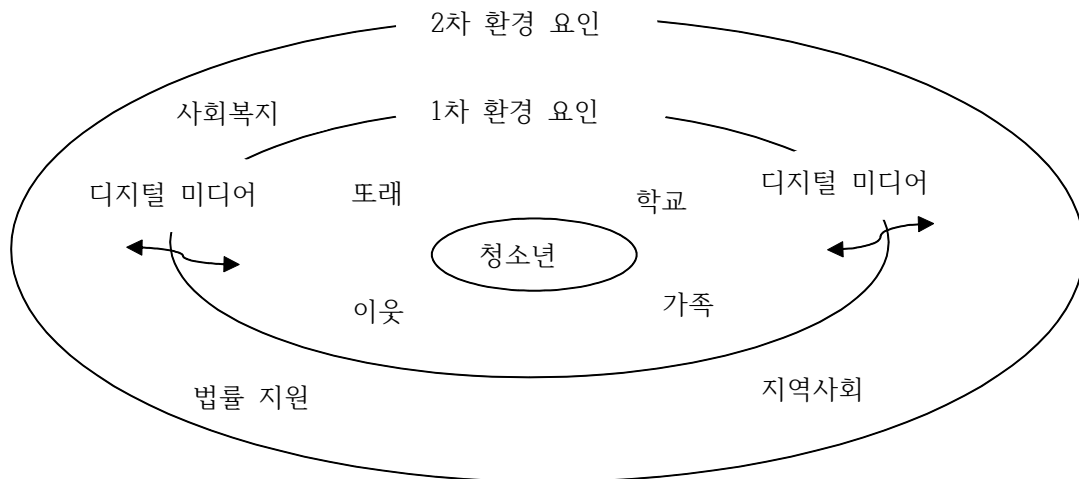 2차 환경 요인
사회복지
1차 환경 요인
디지털 미디어
또래
학교
디지털 미디어
청소년
이웃
가족
법률 지원
지역사회